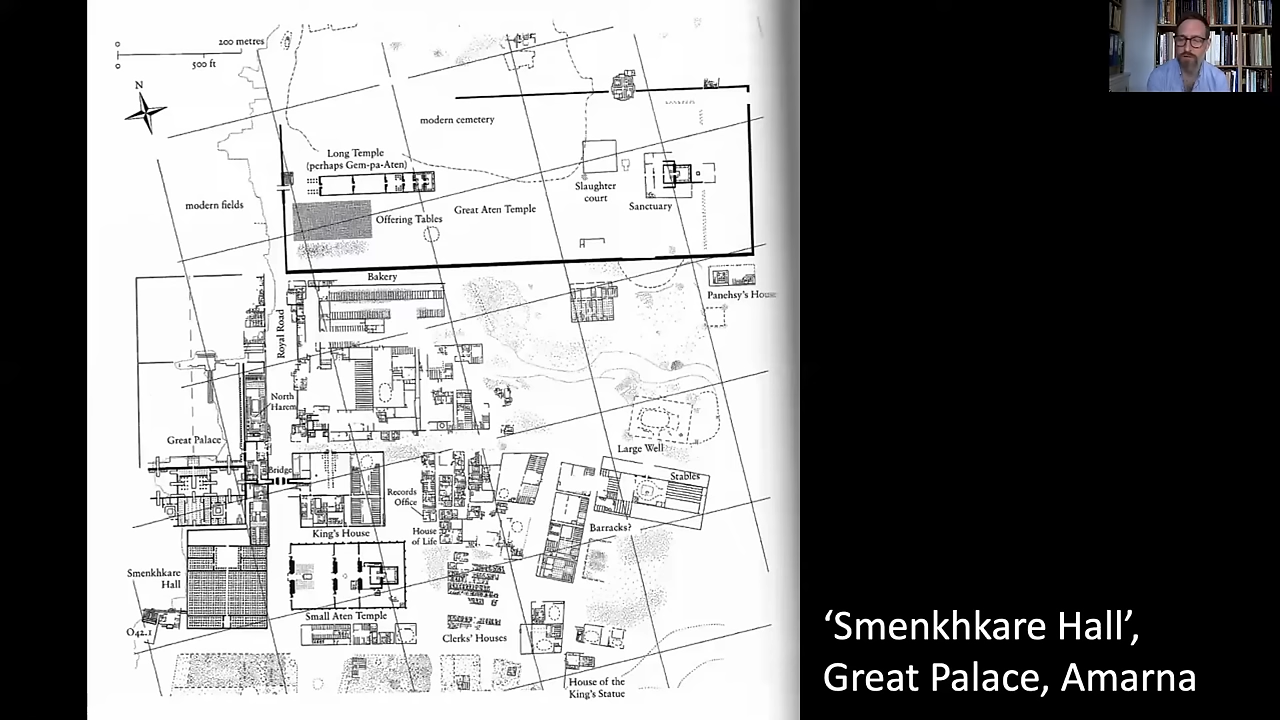 200 metres
500 ft
N
modern cemetery
Long Temple
(perhaps Gem-pa-Aten)
modern fields
Offering Tables
Great Aten Temple
Slaughter
court
Sanctuary
Bakery
Panehsy's House
Royal Road
North
Harem
Great Palace
Bridge
Large Well
Stables
Records
Office
House
of Life
Barracks?
King's House
Smenkhkare
Hall
O42.1
Small Aten Temple
Clerks' Houses
House of the
King's Statue
‘Smenkhkare Hall’,
Great Palace, Amarna